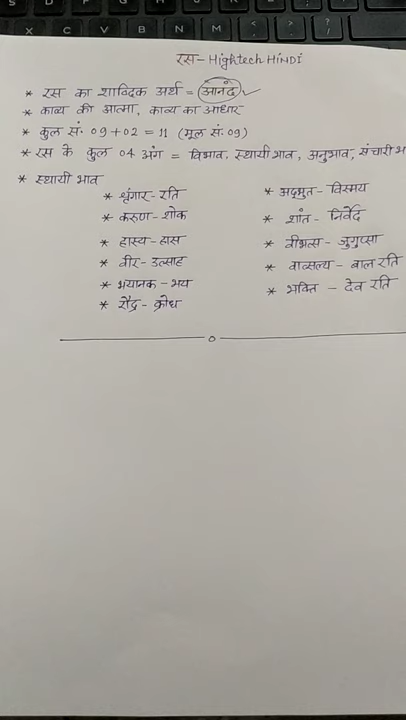 रस - Hightech HINDI
* रस का शाब्दिक अर्थ = आनंद
* काव्य की आत्मा, काव्य का आधार
* कुल सं. 09+02 = 11 (मूल सं. 09)
* रस के कुल 04 अंग = विभाव, स्थायी भाव, अनुभाव, संचारी भ
* स्थायी भाव
* श्रृंगार - रति
* करुण - शोक
* हास्य - हास
* वीर - उत्साह
* भयानक - भय
* रौद्र - क्रोध
* अद्भुत - विस्मय
* शांत - निर्वेद
* वीभत्स - जुगुप्सा
* वात्सल्य - बाल रति
* भक्ति - देव रति